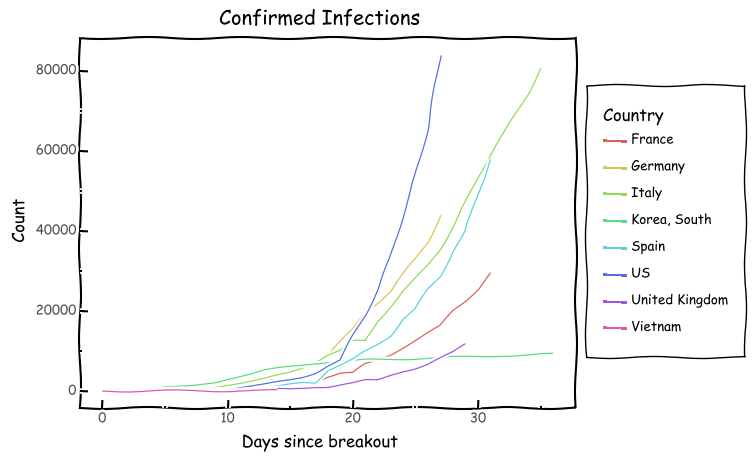 Confirmed Infections
80000
60000
40000
20000
0
Count
0 10 20 30
Days since breakout
Country
France
Germany
Italy
Korea, South
Spain
US
United Kingdom
Vietnam